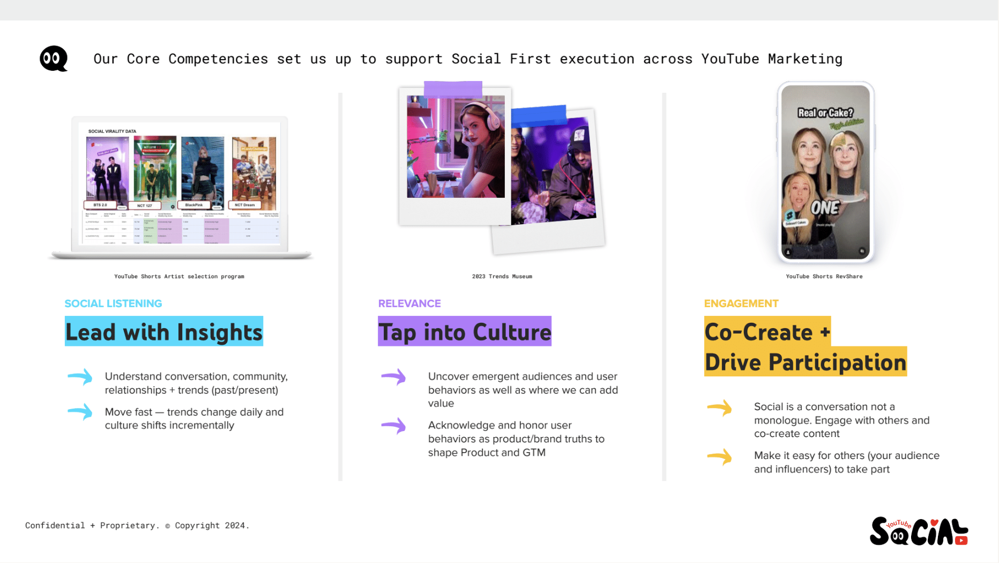 Our Core Competencies set us up to support Social First execution across YouTube Marketing
SOCIAL VIRALITY DATA
BTS 2.0
NCT 127
BlackPink
NCT Dream
YouTube Shorts Artist selection program
SOCIAL LISTENING
Lead with Insights
Understand conversation, community,
relationships + trends (past/present)
Move fast — trends change daily and
culture shifts incrementally
2023 Trends Museum
RELEVANCE
Tap into Culture
Uncover emergent audiences and user
behaviors as well as where we can add
value
Acknowledge and honor user
behaviors as product/brand truths to
shape Product and GTM
Real or Cake?
ONE
[music playing]
YouTube Shorts RevShare
ENGAGEMENT
Co-Create +
Drive Participation
Social is a conversation not a
monologue. Engage with others and
co-create content
Make it easy for others (your audience
and influencers) to take part
Confidential + Proprietary. © Copyright 2024.
YouTube
SOCIAL